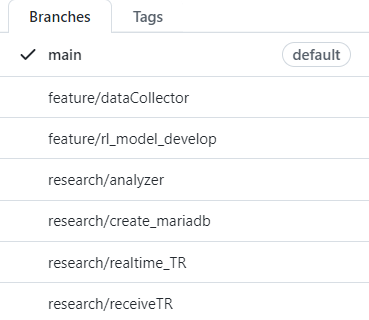 Branches Tags
main default
feature/dataCollector
feature/rl_model_develop
research/analyzer
research/create_mariadb
research/realtime_TR
research/receiveTR